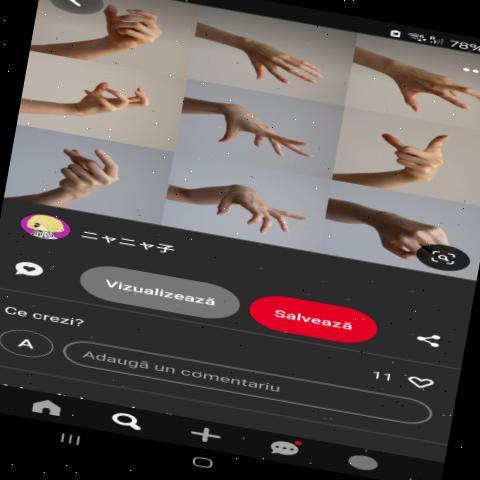 78%
ニャニャ子
Vizualizează
Salvează
Ce crezi?
A
Adaugă un comentariu
11